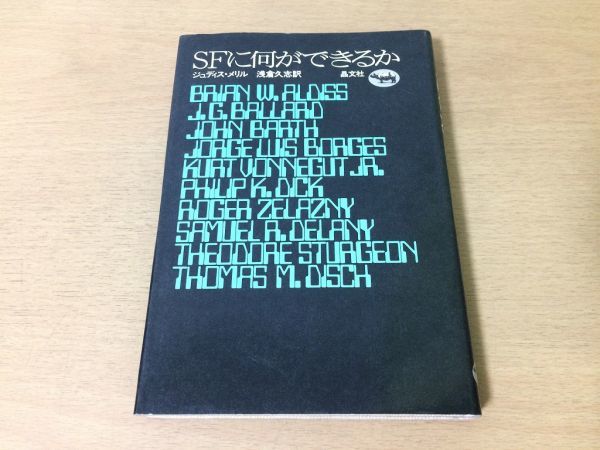 SFに何ができるか
ジュディス・メリル 浅倉久志訳 晶文社
BRIAN W. ALDISS
J. G. BALLARD
JOHN BARTH
JORGE LUIS BORGES
KURT VONNEGUT JR.
PHILIP K. DICK
ROGER ZELAZNY
SAMUEL R. DELANY
THEODORE STURGEON
THOMAS M. DISCH